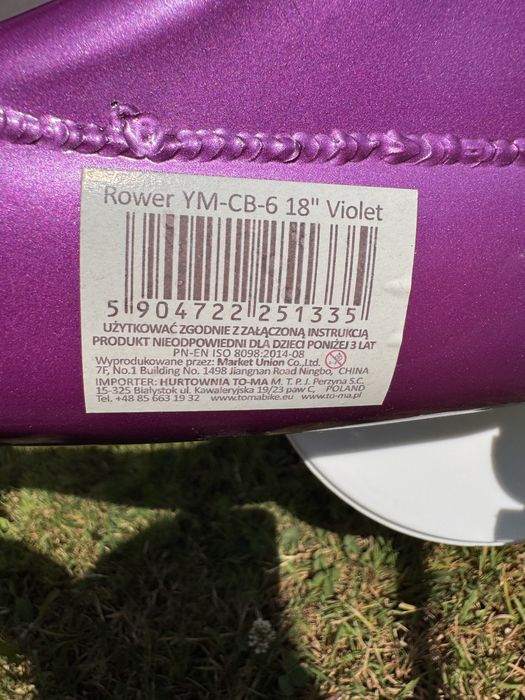 Rower YM-CB-6 18" Violet
5 904722 251335
UŻYTKOWAĆ ZGODNIE Z ZAŁĄCZONĄ INSTRUKCJĄ
PRODUKT NIEODPOWIEDNI DLA DZIECI PONIŻEJ 3 LAT
PN-EN ISO 8098:2014-08
Wyprodukowane przez: Market Union Co.,Ltd.
7F, No.1 Building No. 1498 Jiangnan Road Ningbo, CHINA
IMPORTER: HURTOWNIA TO-MA M. T. P. J. Perzyna S.C.
15-325 Białystok ul. Kawaleryjska 19/23 paw C, POLAND
Tel. +48 85 663 19 32 www.tomabike.eu www.to-ma.pl